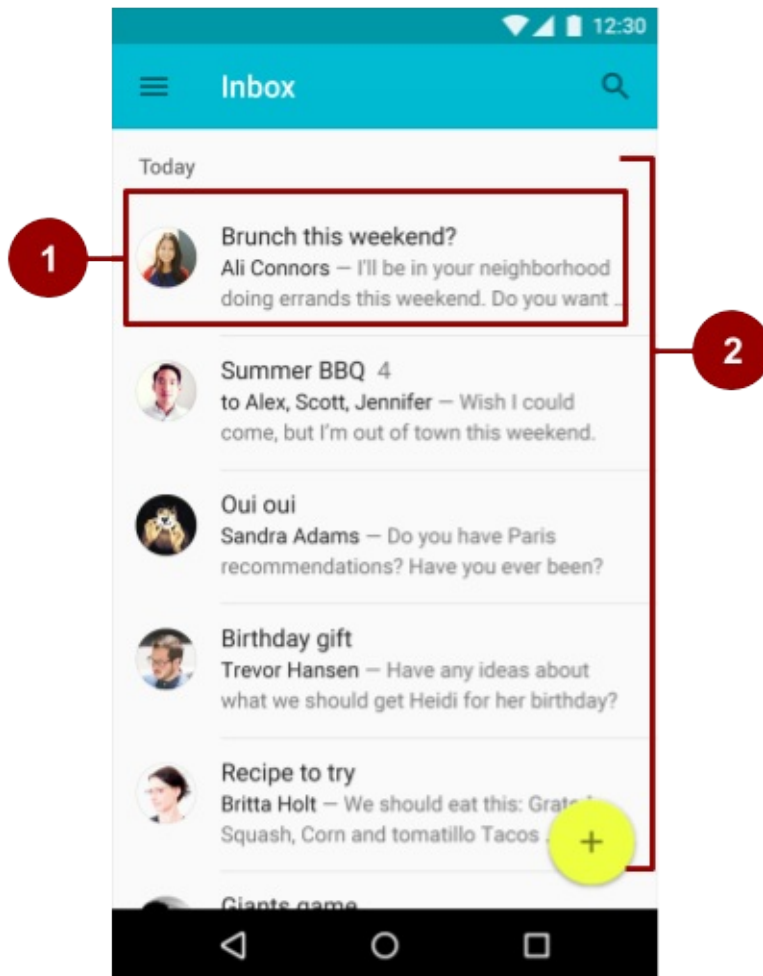 12:30
Inbox
Today
1
Brunch this weekend?
Ali Connors — I'll be in your neighborhood
doing errands this weekend. Do you want ..
2
Summer BBQ 4
to Alex, Scott, Jennifer — Wish I could
come, but I'm out of town this weekend.
Oui oui
Sandra Adams — Do you have Paris
recommendations? Have you ever been?
Birthday gift
Trevor Hansen — Have any ideas about
what we should get Heidi for her birthday?
Recipe to try
Britta Holt — We should eat this:
Squash, Corn and tomatillo Tacos .
+
Giants game